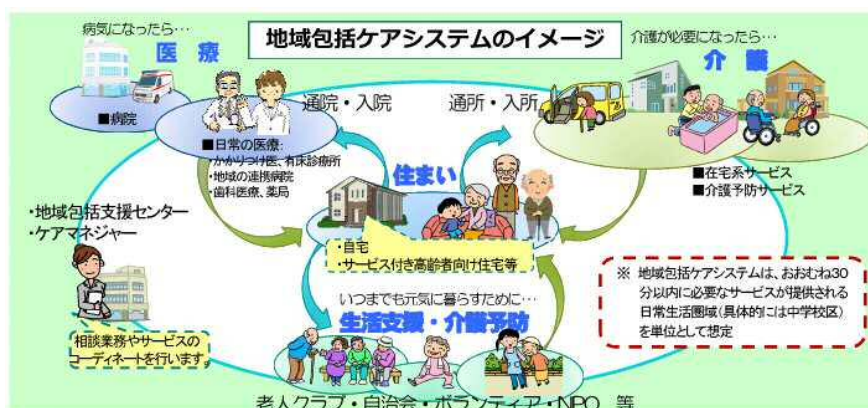 地域包括ケアシステムのイメージ
病気になったら…
医療
■病院
■日常の医療:
・かかりつけ医、有床診療所
・地域の連携病院
・歯科医療、薬局
通院・入院
通所・入所
介護が必要になったら…
介護
■在宅系サービス
■介護予防サービス
住まい
・自宅
・サービス付き高齢者向け住宅等
・地域包括支援センター
・ケアマネジャー
相談業務やサービスの
コーディネートを行います。
いつまでも元気に暮らすために…
生活支援・介護予防
老人クラブ・自治会・ボランティア・NPO 等
※ 地域包括ケアシステムは、おおむね30
分以内に必要なサービスが提供される
日常生活圏域(具体的には中学校区)
を単位として想定